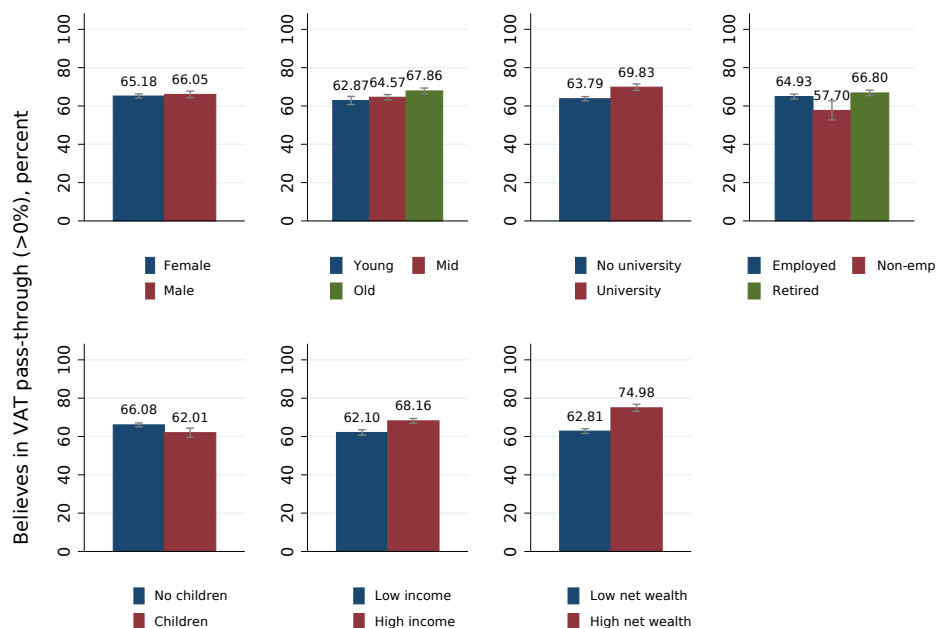 Believes in VAT pass-through (>0%), percent
100
80
60
40
20
0
65.18 66.05
Female
Male
100
80
60
40
20
0
62.87 64.57 67.86
Young Mid
Old
100
80
60
40
20
0
63.79 69.83
No university
University
100
80
60
40
20
0
64.93 57.70 66.80
Employed Non-emp
Retired
100
80
60
40
20
0
66.08 62.01
No children
Children
100
80
60
40
20
0
62.10 68.16
Low income
High income
100
80
60
40
20
0
62.81 74.98
Low net wealth
High net wealth